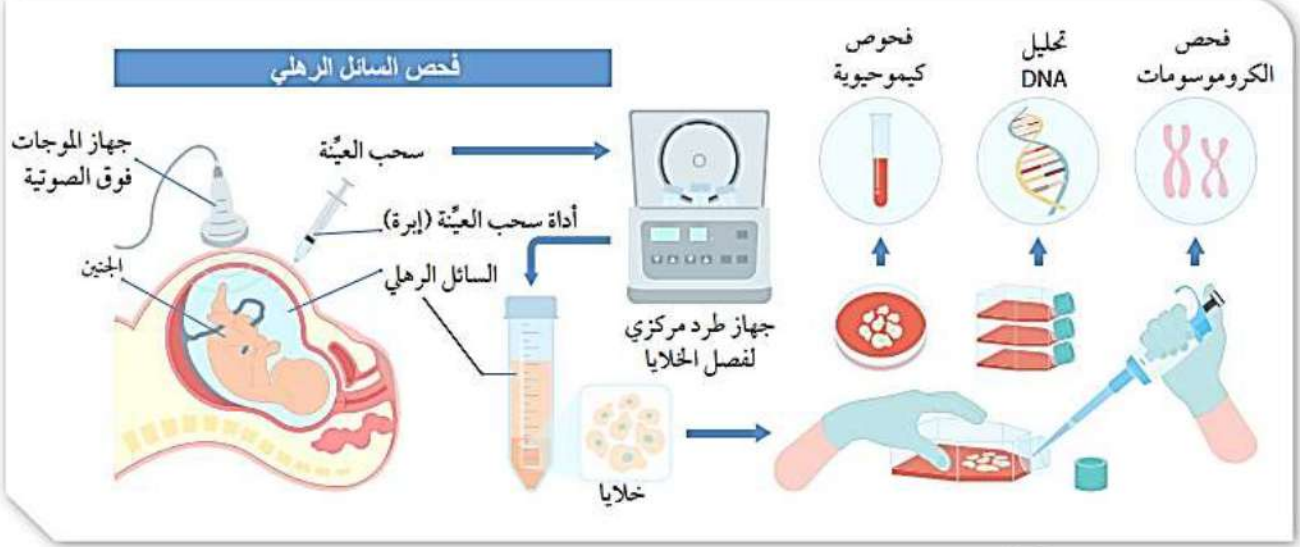 فحص السائل الرهلي
فحوص
كيموحيوية
تحليل
DNA
فحص
الكروموسومات
جهاز الموجات
فوق الصوتية
سحب العيِّنة
أداة سحب العيِّنة (إبرة)
الجنين
السائل الرهلي
جهاز طرد مركزي
لفصل الخلايا
خلايا